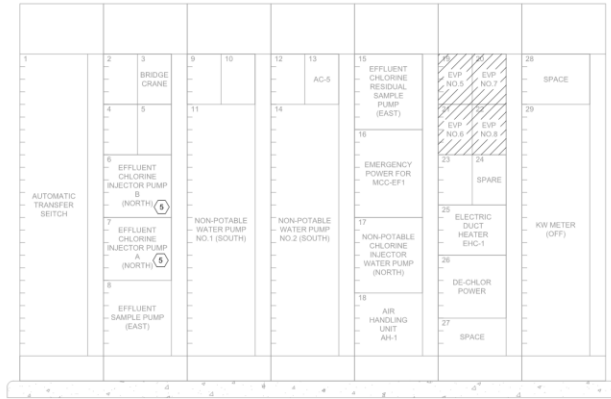 1
AUTOMATIC
TRANSFER
SEITCH
2
3
BRIDGE
CRANE
4
5
6
EFFLUENT
CHLORINE
INJECTOR PUMP
B
(NORTH)
5
7
EFFLUENT
CHLORINE
INJECTOR PUMP
A
(NORTH)
5
8
EFFLUENT
SAMPLE PUMP
(EAST)
9
10
11
NON-POTABLE
WATER PUMP
NO.1 (SOUTH)
12
13
AC-5
14
NON-POTABLE
WATER PUMP
NO.2 (SOUTH)
15
EFFLUENT
CHLORINE
RESIDUAL
SAMPLE
PUMP
(EAST)
16
EMERGENCY
POWER FOR
MCC-EF1
17
NON-POTABLE
CHLORINE
INJECTOR
WATER PUMP
(NORTH)
18
AIR
HANDLING
UNIT
AH-1
19
EVP
NO.5
20
EVP
NO.7
21
EVP
NO.6
22
EVP
NO.8
23
24
SPARE
25
ELECTRIC
DUCT
HEATER
EHC-1
26
DE-CHLOR
POWER
27
SPACE
28
SPACE
29
KW METER
(OFF)